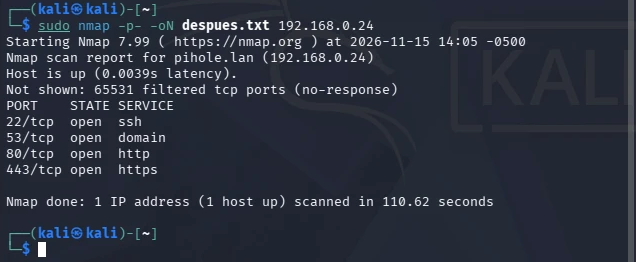 ┌──(kali㉿kali)-[~]
└─$ sudo nmap -p- -oN despues.txt 192.168.0.24
Starting Nmap 7.99 ( https://nmap.org ) at 2026-11-15 14:05 -0500
Nmap scan report for pihole.lan (192.168.0.24)
Host is up (0.0039s latency).
Not shown: 65531 filtered tcp ports (no-response)
PORT    STATE SERVICE
22/tcp  open  ssh
53/tcp  open  domain
80/tcp  open  http
443/tcp open  https

Nmap done: 1 IP address (1 host up) scanned in 110.62 seconds

┌──(kali㉿kali)-[~]
└─$
KALI